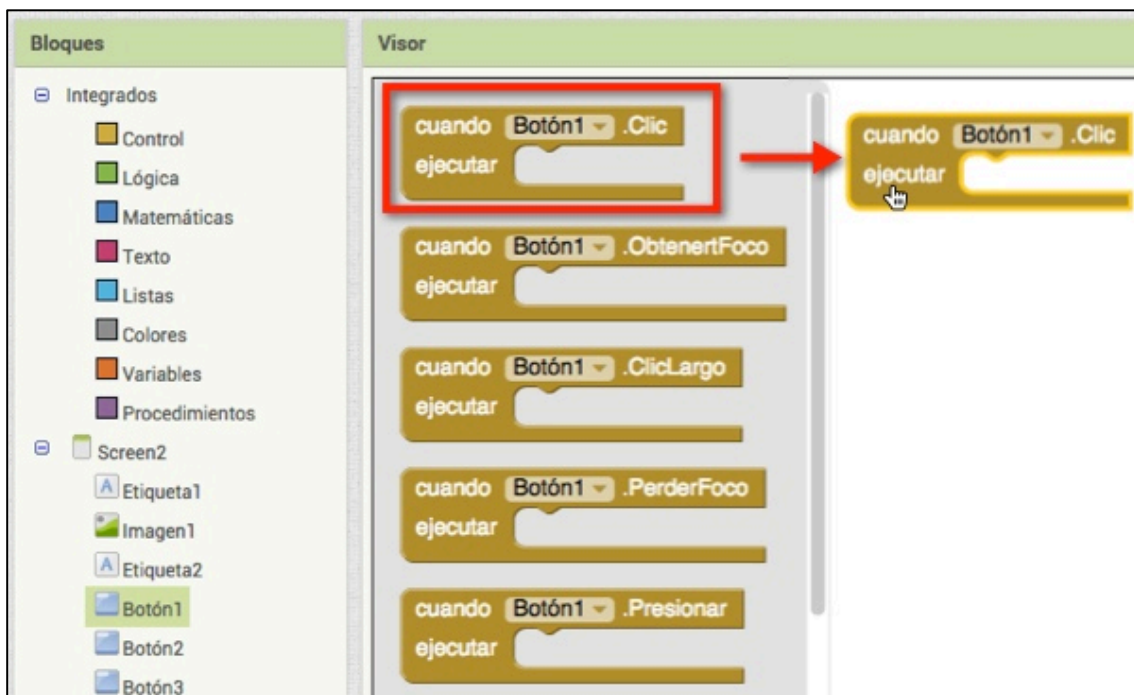 Bloques
Integrados
Control
Lógica
Matemáticas
Texto
Listas
Colores
Variables
Procedimientos
Screen2
A Etiqueta1
Imagen1
A Etiqueta2
Botón1
Botón2
Botón3
Visor
cuando Botón1 .Clic
ejecutar
cuando Botón1 .ObtenertFoco
ejecutar
cuando Botón1 .ClicLargo
ejecutar
cuando Botón1 .PerderFoco
ejecutar
cuando Botón1 .Presionar
ejecutar
cuando Botón1 .Clic
ejecutar